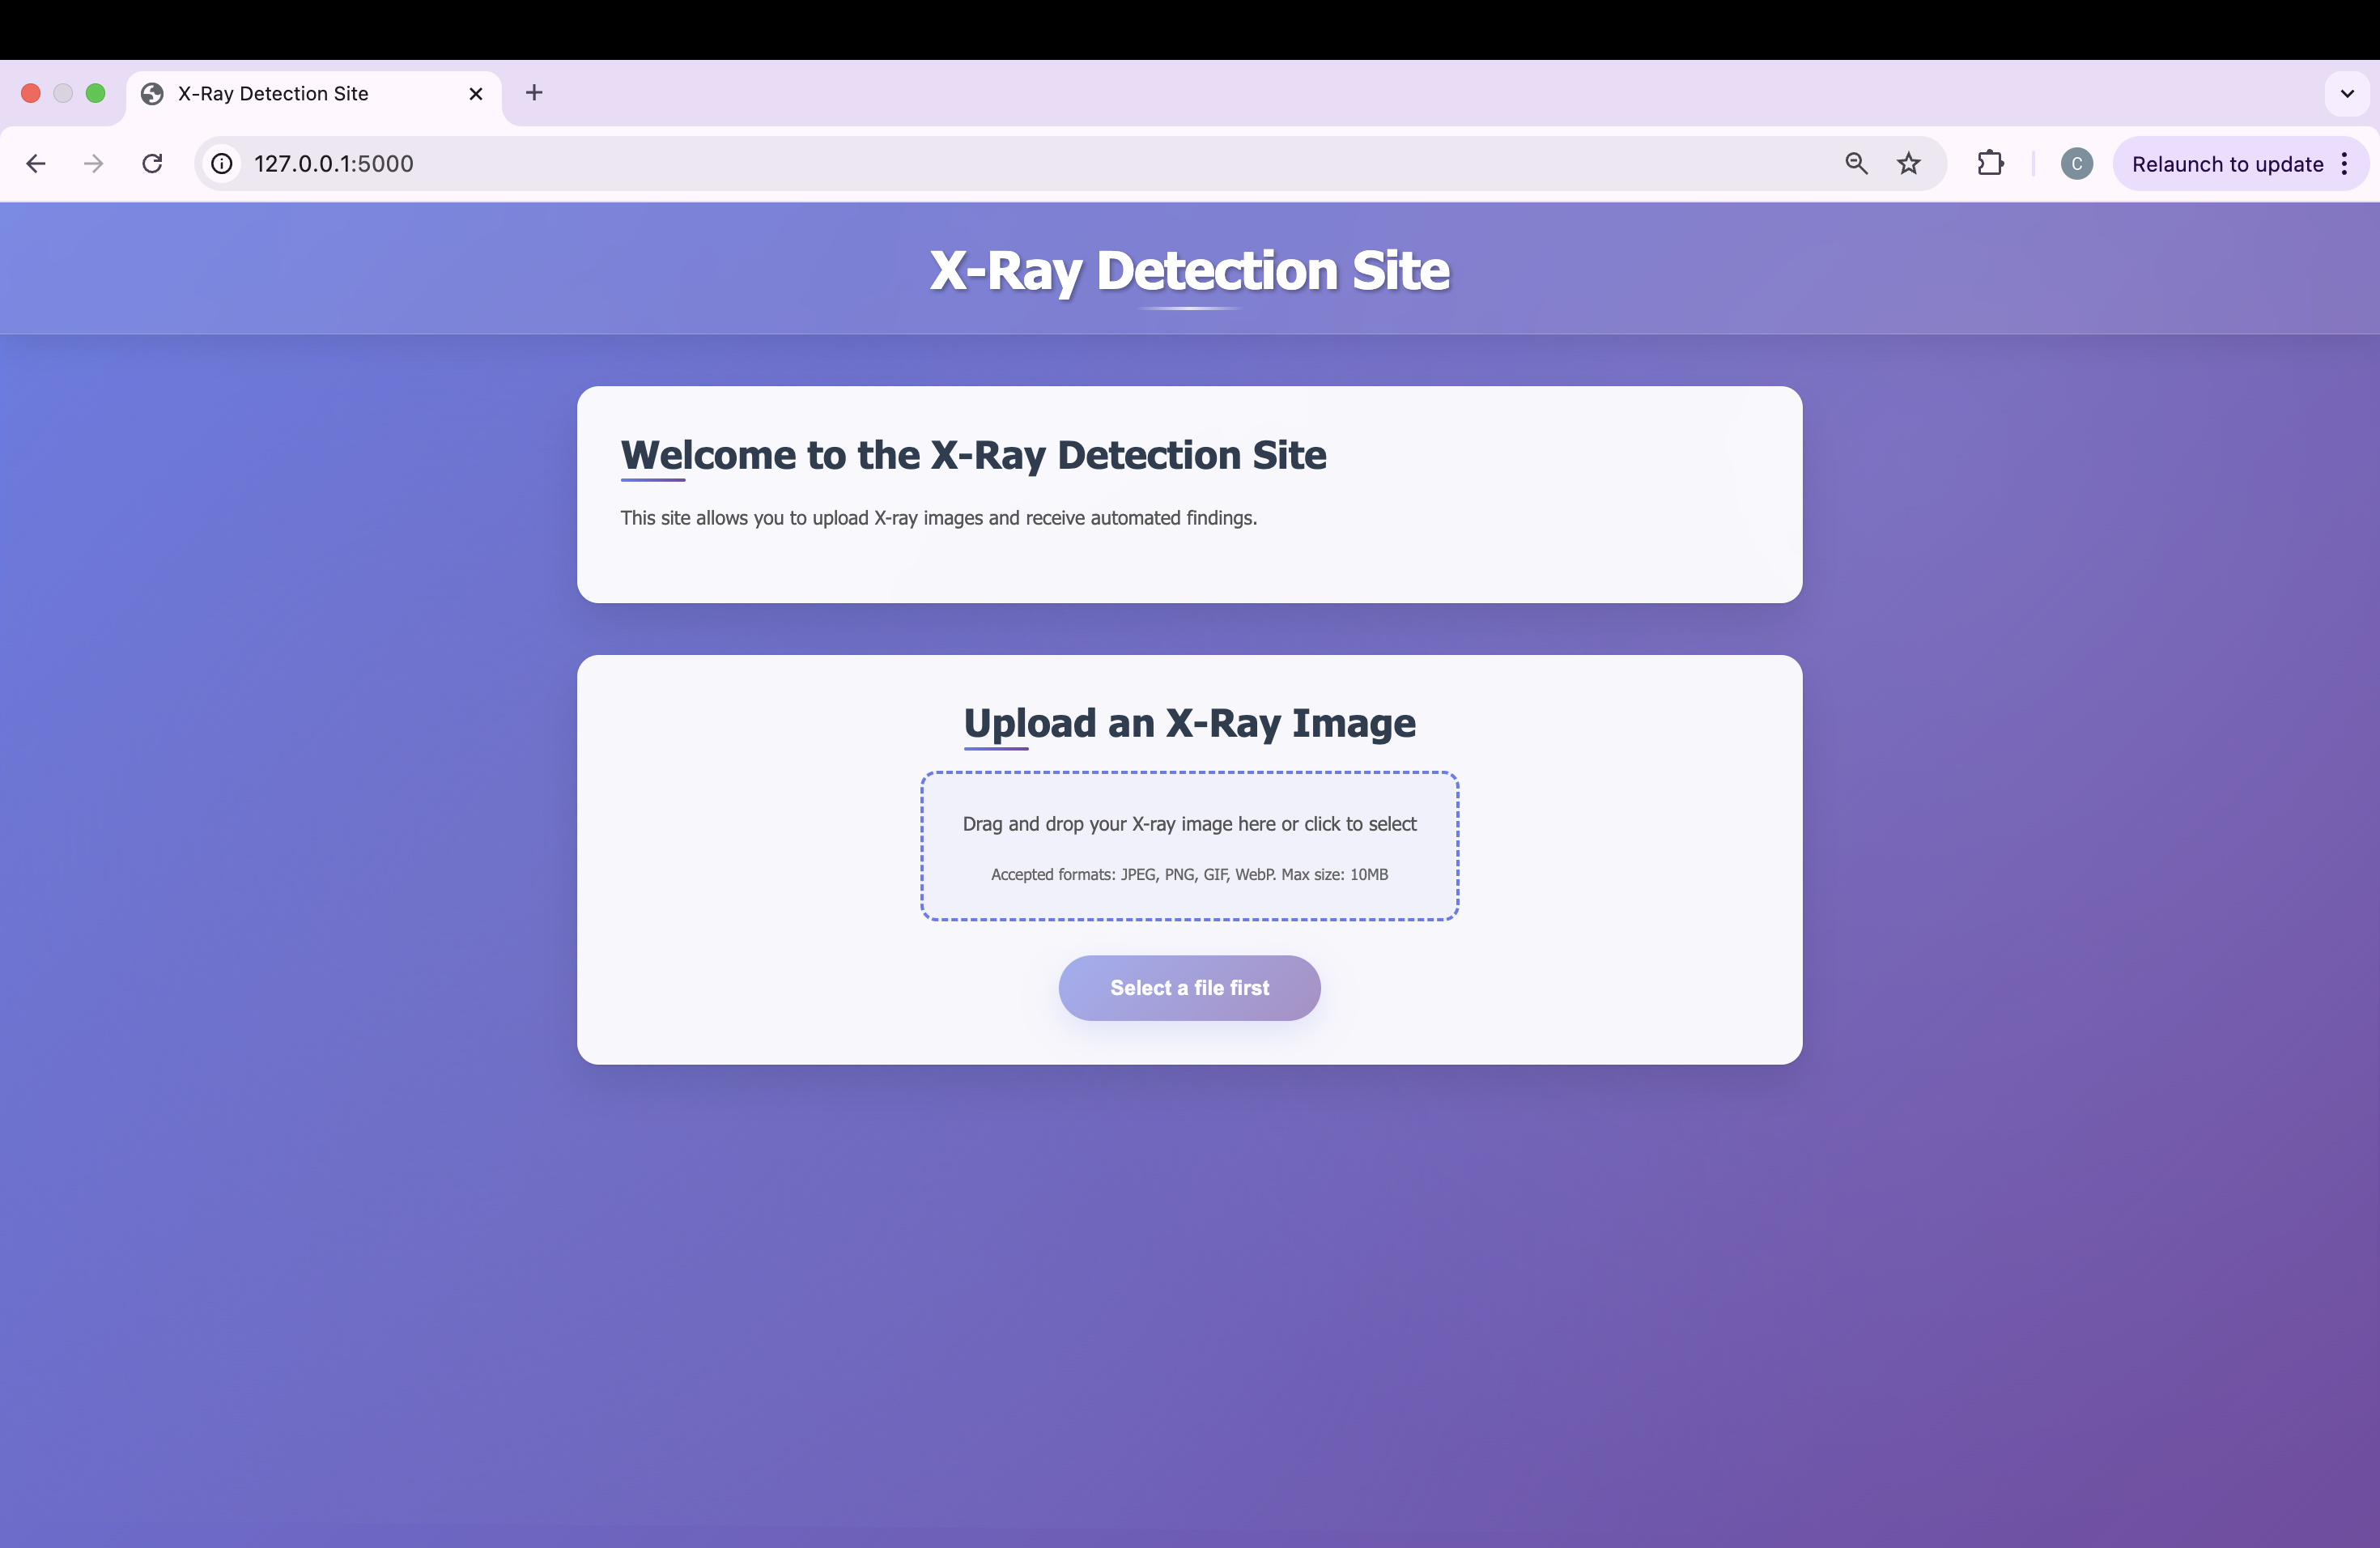 X-Ray Detection Site
127.0.0.1:5000
C
Relaunch to update
X-Ray Detection Site
Welcome to the X-Ray Detection Site
This site allows you to upload X-ray images and receive automated findings.
Upload an X-Ray Image
Drag and drop your X-ray image here or click to select
Accepted formats: JPEG, PNG, GIF, WebP. Max size: 10MB
Select a file first